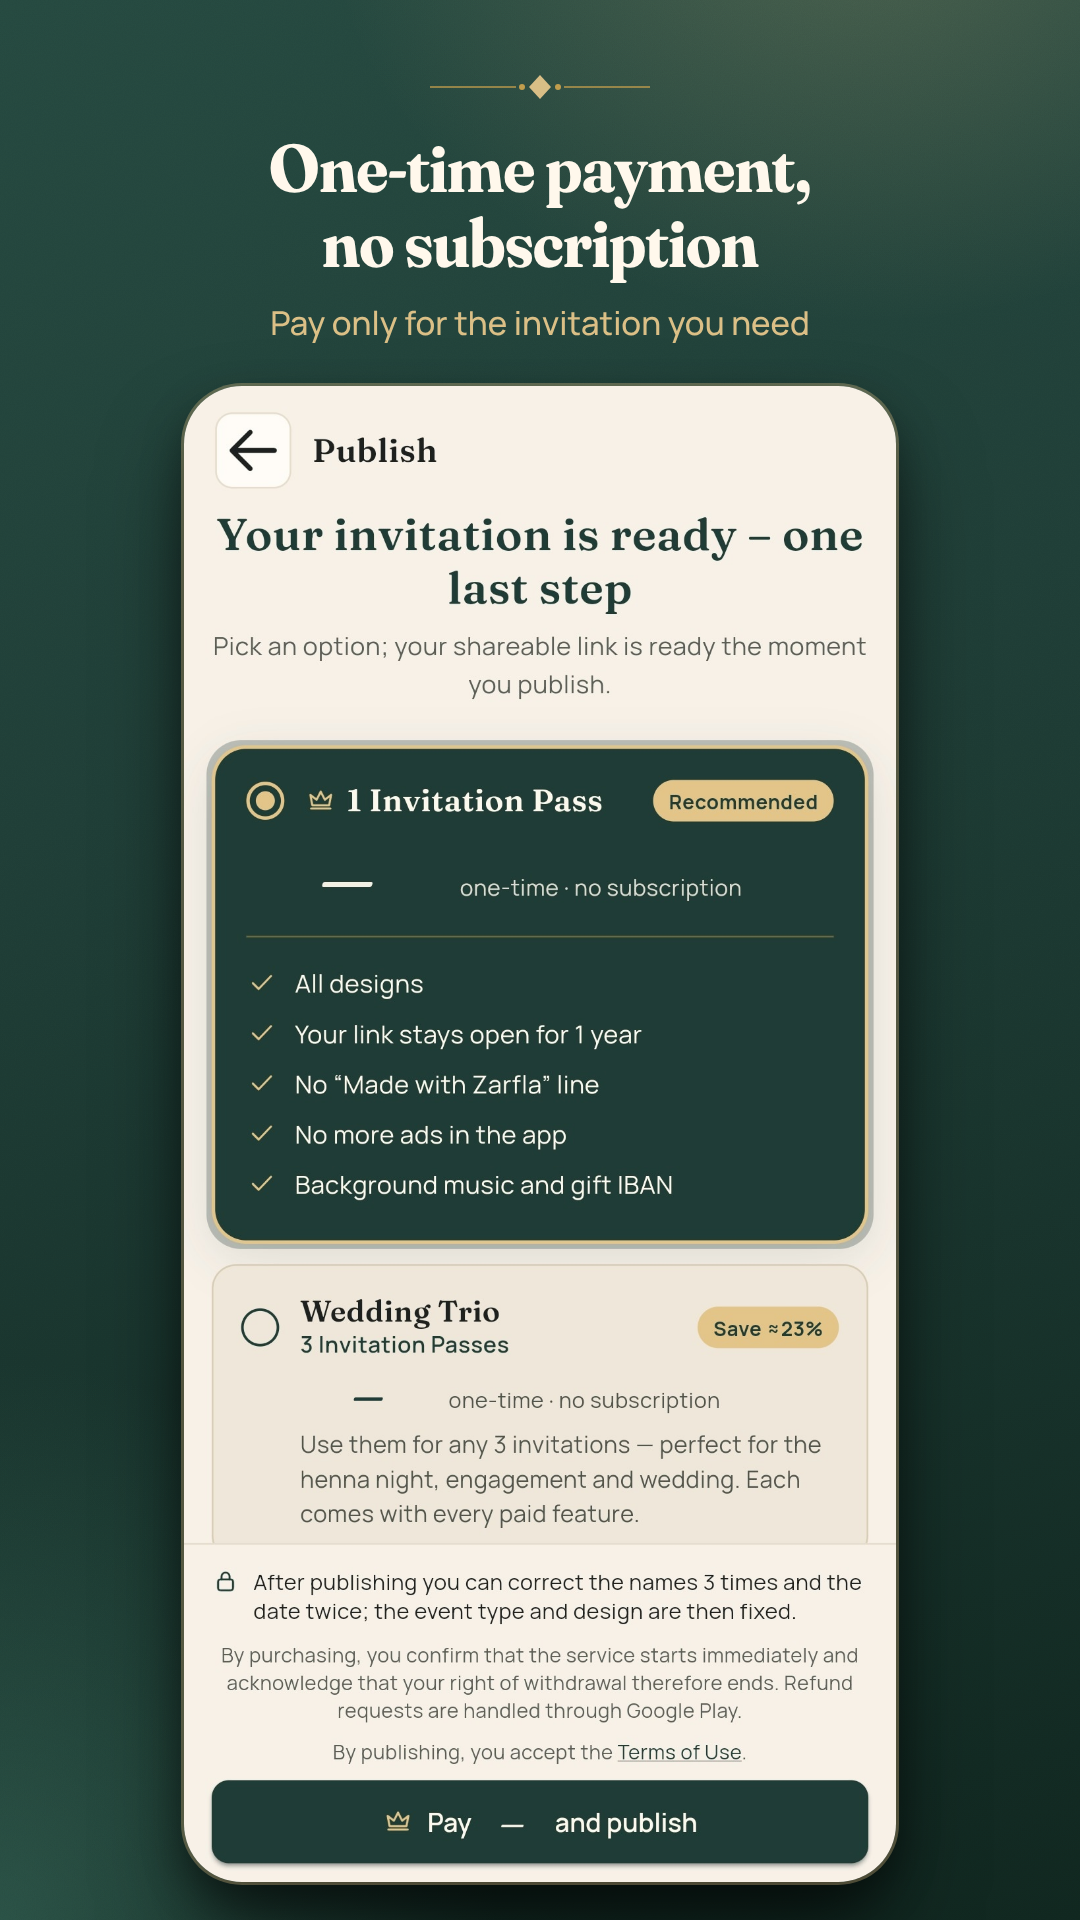 One-time payment,
no subscription
Pay only for the invitation you need
Publish
Your invitation is ready – one
last step
Pick an option; your shareable link is ready the moment
you publish.
1 Invitation Pass
Recommended
— one-time · no subscription
All designs
Your link stays open for 1 year
No “Made with Zarfla” line
No more ads in the app
Background music and gift IBAN
Wedding Trio
3 Invitation Passes
Save ≈23%
— one-time · no subscription
Use them for any 3 invitations — perfect for the
henna night, engagement and wedding. Each
comes with every paid feature.
After publishing you can correct the names 3 times and the
date twice; the event type and design are then fixed.
By purchasing, you confirm that the service starts immediately and
acknowledge that your right of withdrawal therefore ends. Refund
requests are handled through Google Play.
By publishing, you accept the Terms of Use.
Pay — and publish